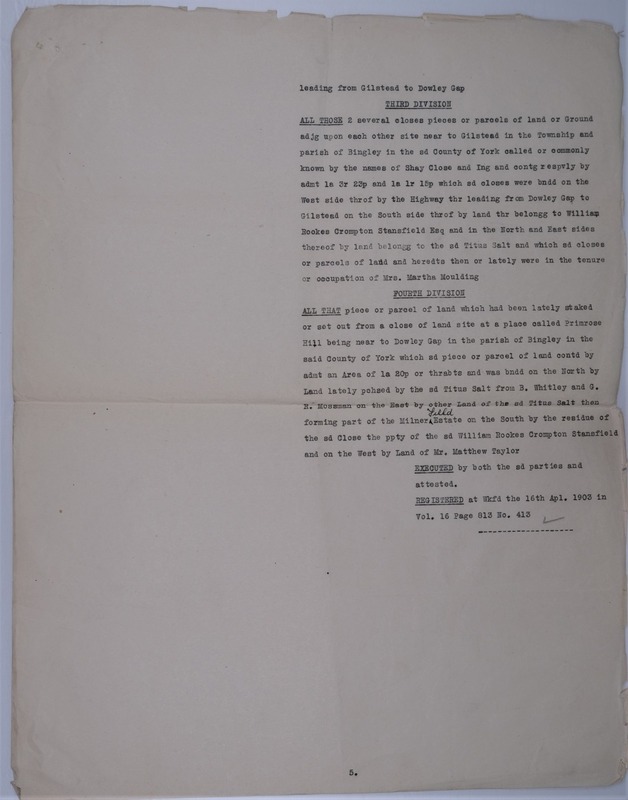 leading from Gilstead to Dowley Gap
THIRD DIVISION
ALL THOSE 2 several closes pieces or parcels of land or Ground
adjg upon each other site near to Gilstead in the Township and
parish of Bingley in the sd County of York called or commonly
known by the names of Shay Close and Ing and contg respvly by
admt 1a 3r 23p and 1a 1r 15p which sd closes were bndd on the
West side throf by the Highway thr leading from Dowley Gap to
Gilstead on the South side throf by land thr belongg to William
Rookes Crompton Stansfield Esq and in the North and East sides
thereof by land belongg to the sd Titus Salt and which sd closes
or parcels of land and heredts then or lately were in the tenure
or occupation of Mrs. Martha Moulding
FOURTH DIVISION
ALL THAT piece or parcel of land which had been lately staked
or set out from a close of land site at a place called Primrose
Hill being near to Dowley Gap in the parish of Bingley in the
said County of York which sd piece or parcel of land contd by
admt an Area of 1a 20p or thrabts and was bndd on the North by
Land lately pchsed by the sd Titus Salt from B. Whitley and G.
R. Mossman on the East by other Land of the sd Titus Salt then
forming part of the Milner Field Estate on the South by the residue of
the sd Close the ppty of the sd William Rookes Crompton Stansfield
and on the West by Land of Mr. Matthew Taylor
EXECUTED by both the sd parties and
attested.
REGISTERED at Wkfd the 16th Apl. 1903 in
Vol. 16 Page 813 No. 413
5.